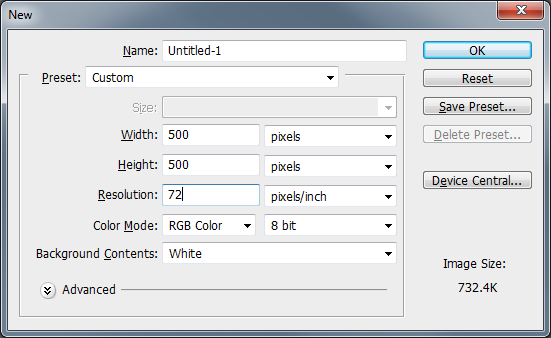 New
Name: Untitled-1
OK
Preset: Custom
Reset
Size:
Save Preset...
Width: 500 pixels
Delete Preset...
Height: 500 pixels
Resolution: 72 pixels/inch
Device Central...
Color Mode: RGB Color 8 bit
Background Contents: White
Image Size:
Advanced
732.4K